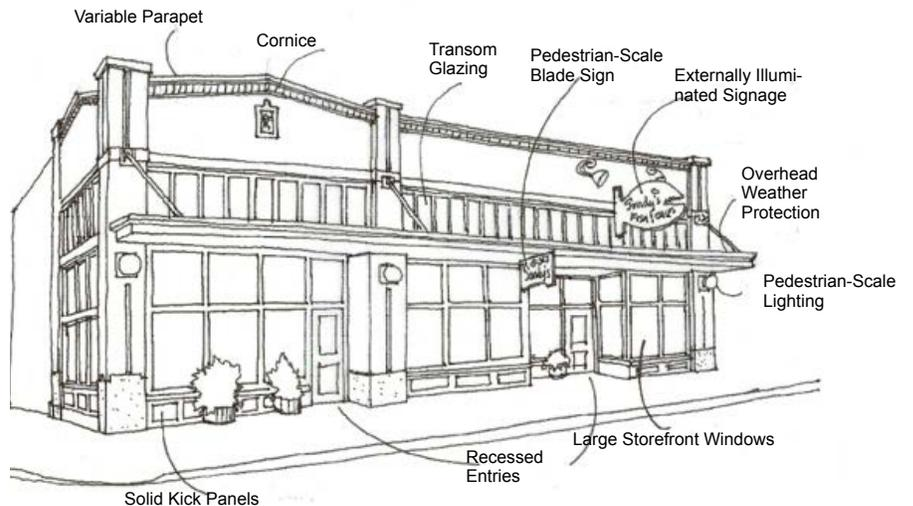 Variable Parapet
Cornice
Transom
Glazing
Pedestrian-Scale
Blade Sign
Externally Illumi-
nated Signage
Overhead
Weather
Protection
Pedestrian-Scale
Lighting
Large Storefront Windows
Recessed
Entries
Solid Kick Panels